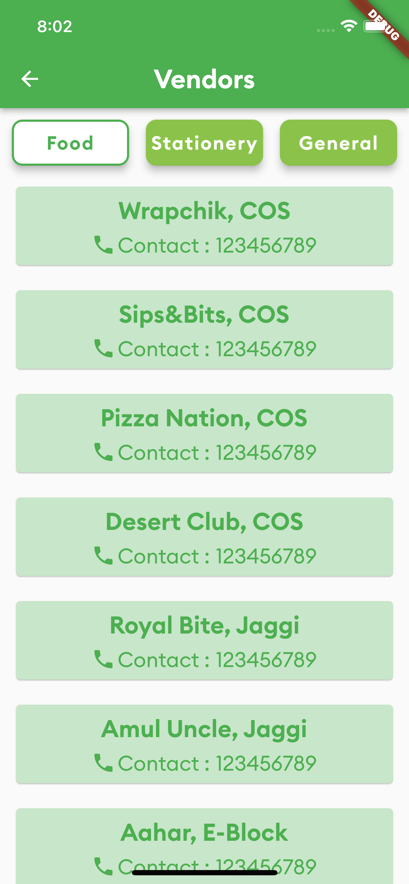 8:02
DEBUG
Vendors
Food
Stationery
General
Wrapchik, COS
Contact : 123456789
Sips&Bits, COS
Contact : 123456789
Pizza Nation, COS
Contact : 123456789
Desert Club, COS
Contact : 123456789
Royal Bite, Jaggi
Contact : 123456789
Amul Uncle, Jaggi
Contact : 123456789
Aahar, E-Block
Contact : 123456789